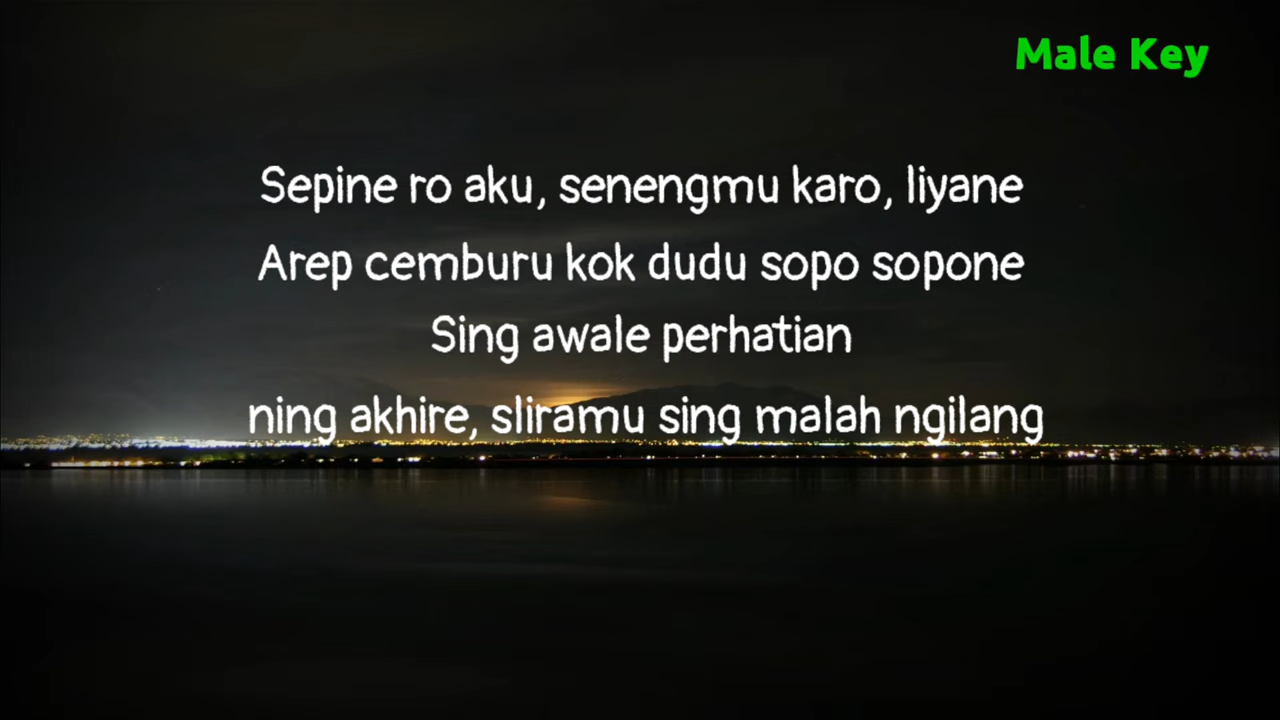 Male Key
Sepine ro aku, senengmu karo, liyane
Arep cemburu kok dudu sopo sopone
Sing awale perhatian
ning akhire, sliramu sing malah ngilang